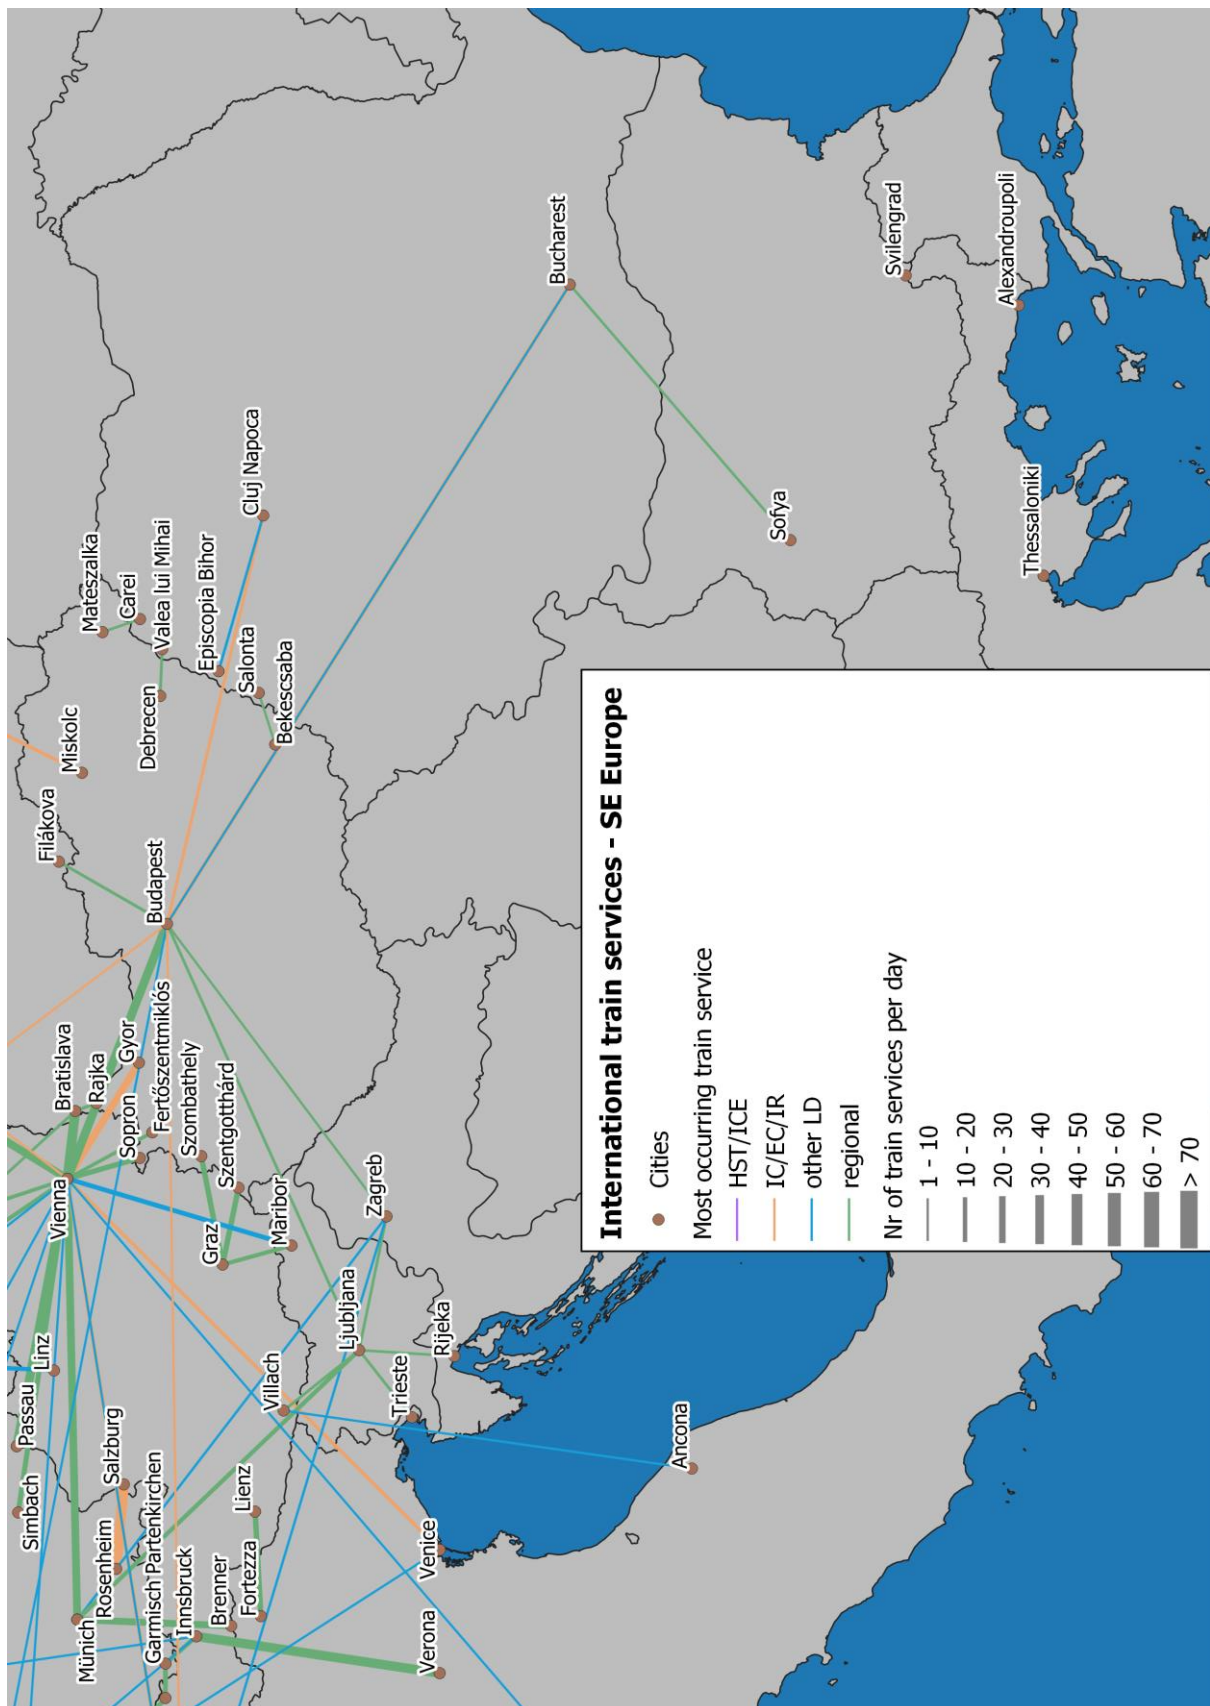 Simbach
Passau
Linz
Vienna
Bratislava
Rajka
Gyor
Sopron
Fertőszentmiklós
Szombathely
Szentgotthárd
Graz
Maribor
Budapest
Filákova
Miskolc
Mateszalka
Carei
Debrecen
Valea lui Mihai
Episcopia Bihor
Salonta
Bekescsaba
Cluj Napoca
Bucharest
Münich
Rosenheim
Salzburg
Garmisch Partenkirchen
Innsbruck
Brenner
Fortezza
Lienz
Villach
Ljubljana
Zagreb
Trieste
Rijeka
Verona
Venice
Ancona
Sofya
Svilengrad
Alexandroupoli
Thessaloniki
International train services - SE Europe
Cities
Most occurring train service
HST/ICE
IC/EC/IR
other LD
regional
Nr of train services per day
1 - 10
10 - 20
20 - 30
30 - 40
40 - 50
50 - 60
60 - 70
> 70